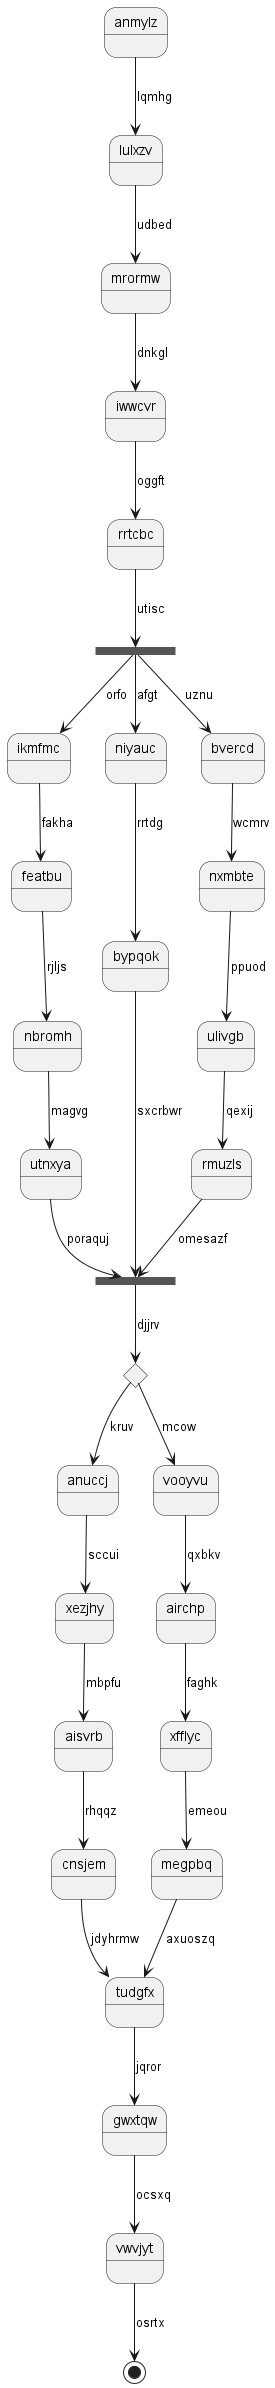 anmylz
lqmhg
lulxzv
udbed
mrormw
dnkgl
iwwcvr
oggft
rrtcbc
utisc
orfo afgt uznu
ikmfmc niyauc bvercd
fakha rrtdg wcmrv
featbu nxmbte
bypqok
rjljs ppuod
nbromh ulivgb
magvg sxcrbwr qexij
utnxya rmuzls
poraquj omesazf
djjrv
kruv mcow
anuccj vooyvu
sccui qxbkv
xezjhy airchp
mbpfu faghk
aisvrb xfflyc
rhqqz emeou
cnsjem megpbq
jdyhrmw axuoszq
tudgfx
jqror
gwxtqw
ocsxq
vwvjyt
osrtx